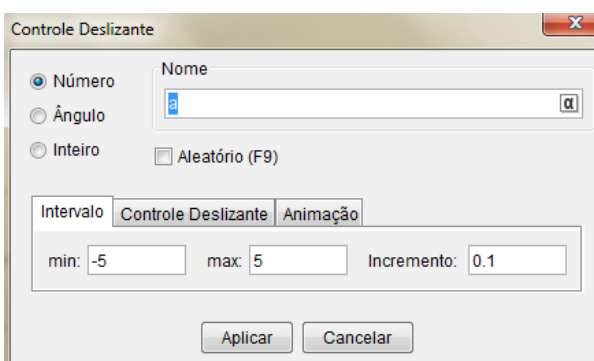 Controle Deslizante
Número
Ângulo
Inteiro
Nome
a α
Aleatório (F9)
Intervalo Controle Deslizante Animação
min: -5 max: 5 Incremento: 0.1
Aplicar Cancelar